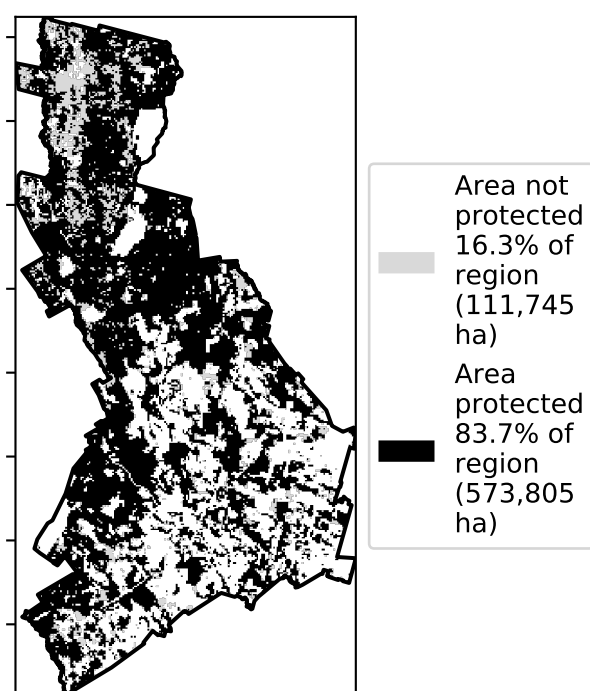 Area not
protected
16.3% of
region
(111,745
ha)
Area
protected
83.7% of
region
(573,805
ha)